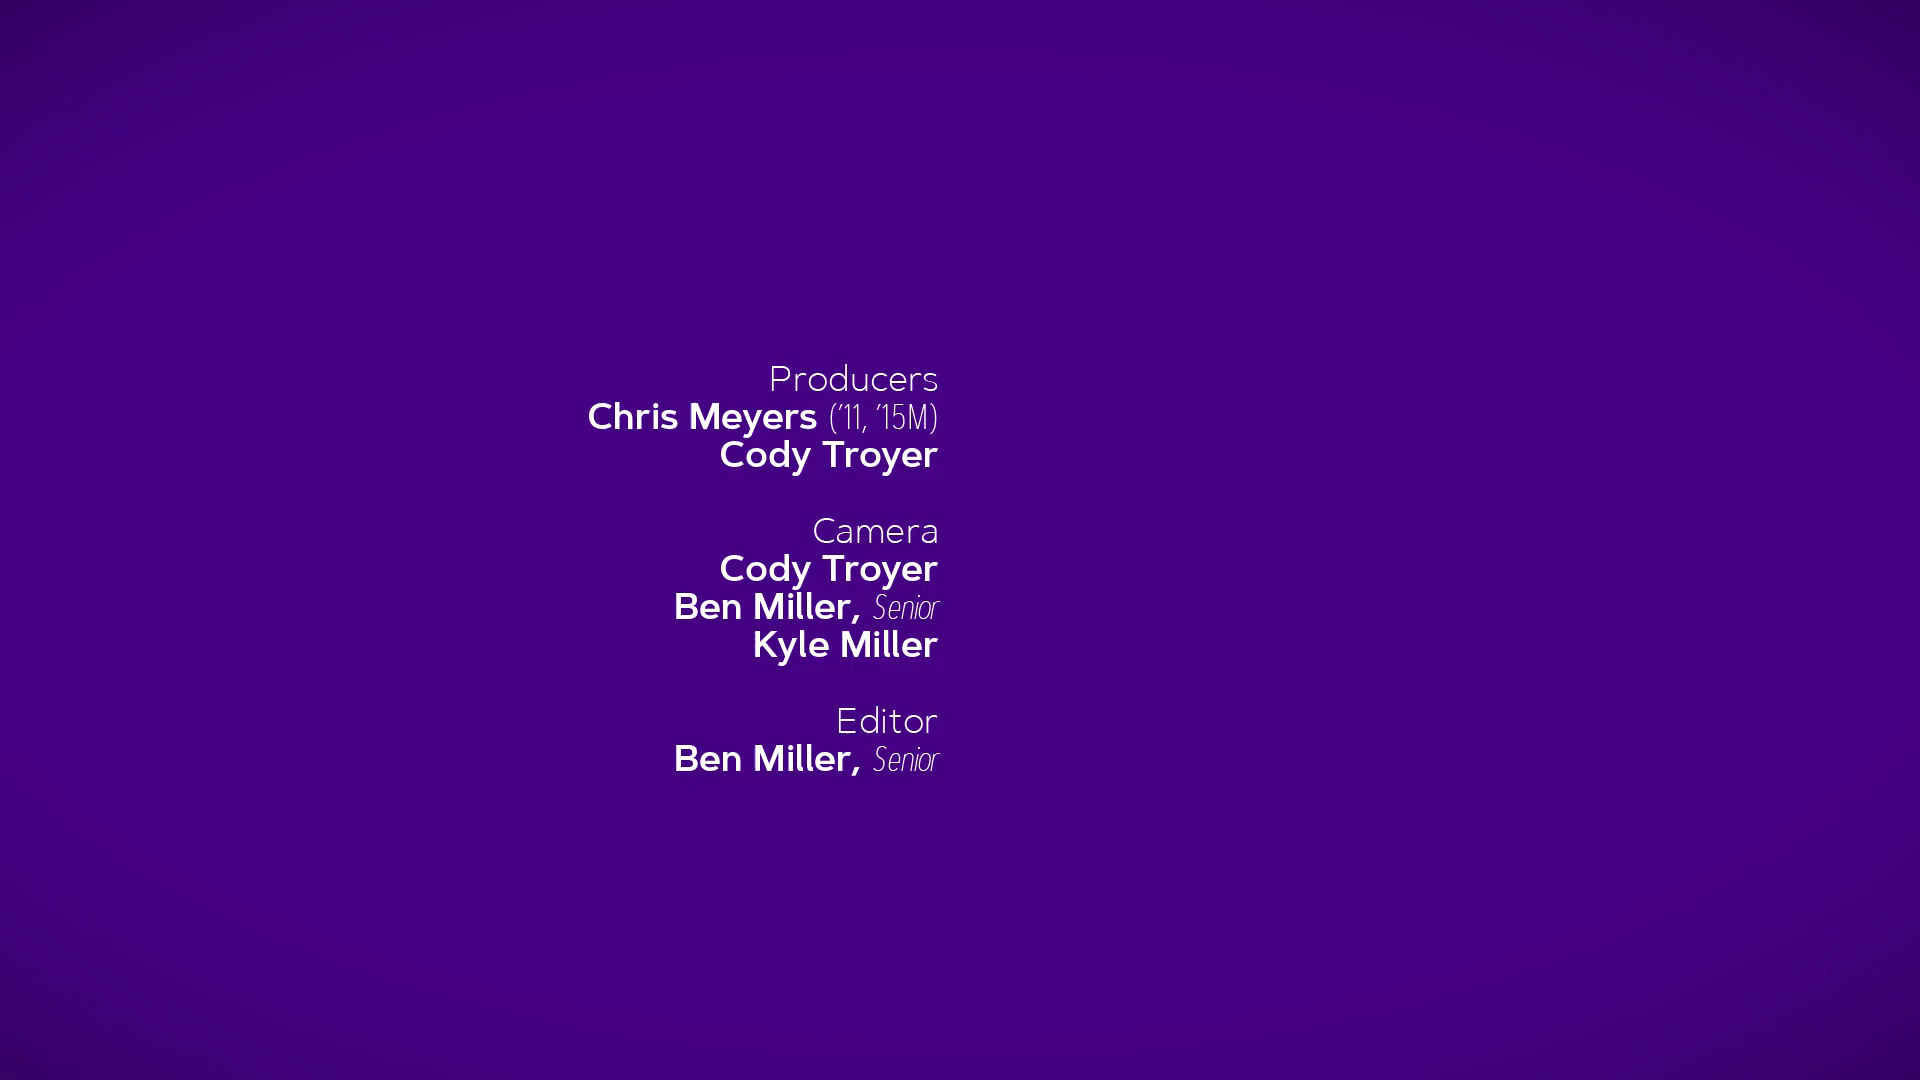 Producers
Chris Meyers (’11, ’15M)
Cody Troyer
Camera
Cody Troyer
Ben Miller, Senior
Kyle Miller
Editor
Ben Miller, Senior